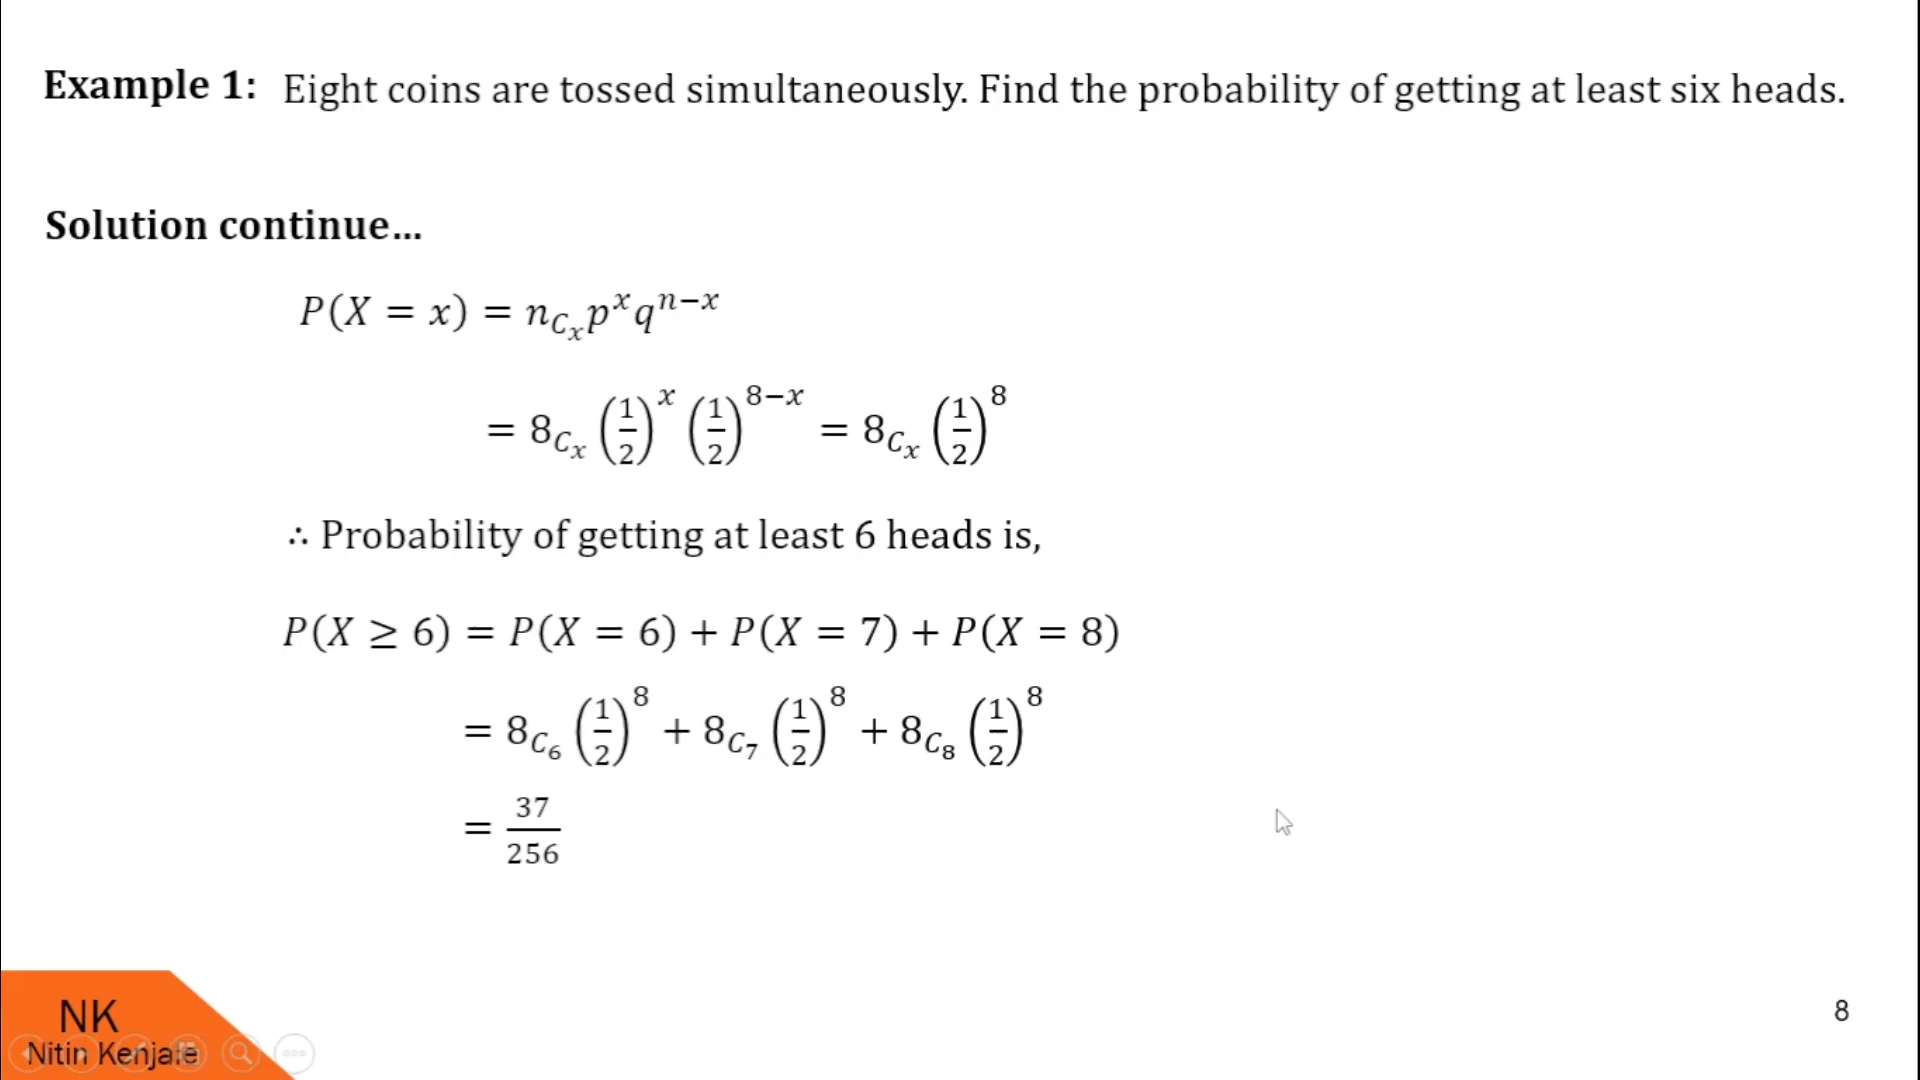 Example 1: Eight coins are tossed simultaneously. Find the probability of getting at least six heads.
Solution continue...
P(X = x) = n_{C_x} p^x q^{n−x}
= 8_{C_x} (1/2)^x (1/2)^{8−x} = 8_{C_x} (1/2)^8
∴ Probability of getting at least 6 heads is,
P(X ≥ 6) = P(X = 6) + P(X = 7) + P(X = 8)
= 8_{C_6} (1/2)^8 + 8_{C_7} (1/2)^8 + 8_{C_8} (1/2)^8
= 37/256
NK
Nitin Kenjale
8